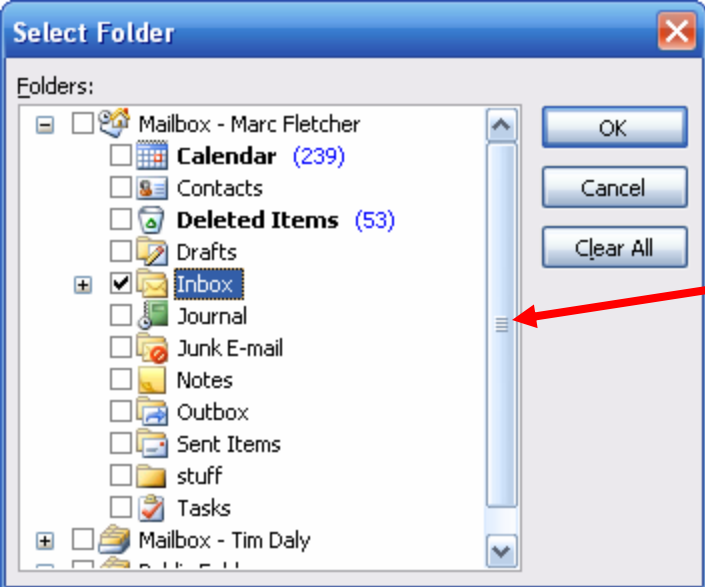 Select Folder
Folders:
Mailbox - Marc Fletcher
OK
Calendar (239)
Contacts
Cancel
Deleted Items (53)
Drafts
Clear All
Inbox
Journal
Junk E-mail
Notes
Outbox
Sent Items
stuff
Tasks
Mailbox - Tim Daly